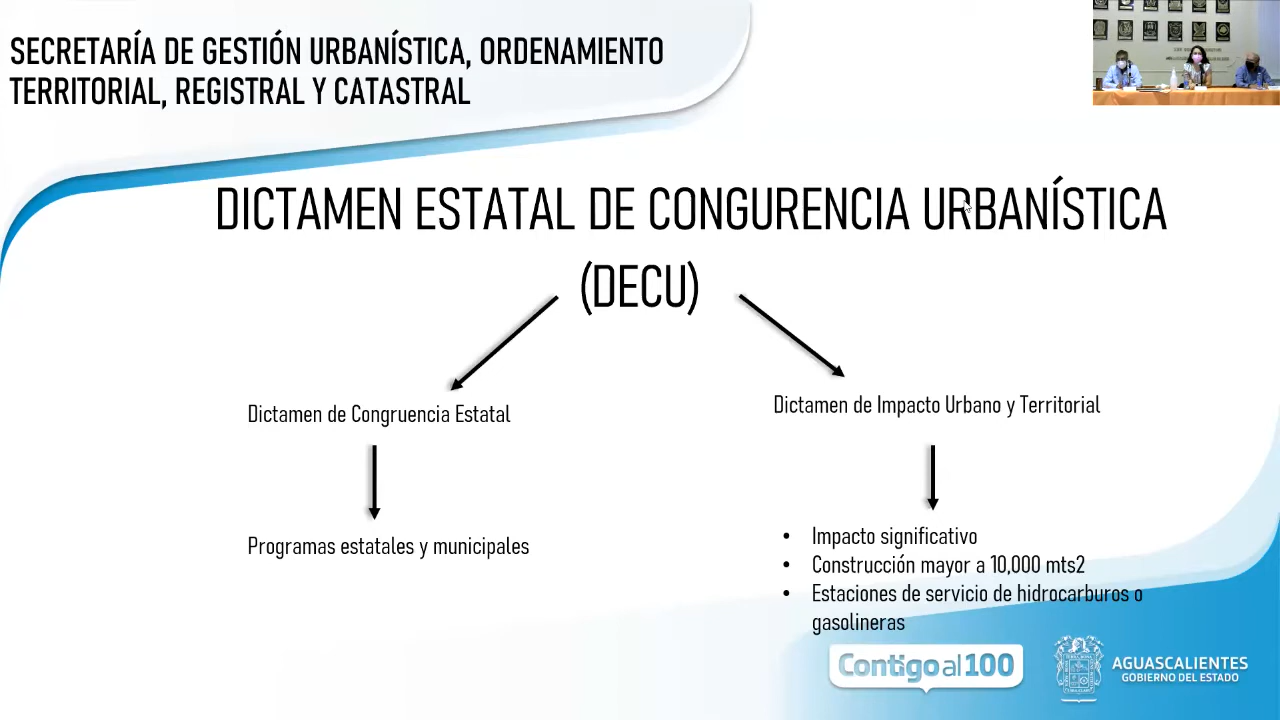 SECRETARÍA DE GESTIÓN URBANÍSTICA, ORDENAMIENTO
TERRITORIAL, REGISTRAL Y CATASTRAL
DICTAMEN ESTATAL DE CONGURENCIA URBANÍSTICA
(DECU)
Dictamen de Congruencia Estatal
Dictamen de Impacto Urbano y Territorial
Programas estatales y municipales
• Impacto significativo
• Construcción mayor a 10,000 mts2
• Estaciones de servicio de hidrocarburos o
gasolineras
Contigo al 100
AGUASCALIENTES
GOBIERNO DEL ESTADO